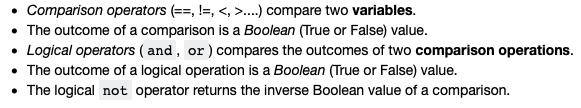 • Comparison operators (==, !=, <, >....) compare two variables.
• The outcome of a comparison is a Boolean (True or False) value.
• Logical operators ( and , or ) compares the outcomes of two comparison operations.
• The outcome of a logical operation is a Boolean (True or False) value.
• The logical not operator returns the inverse Boolean value of a comparison.